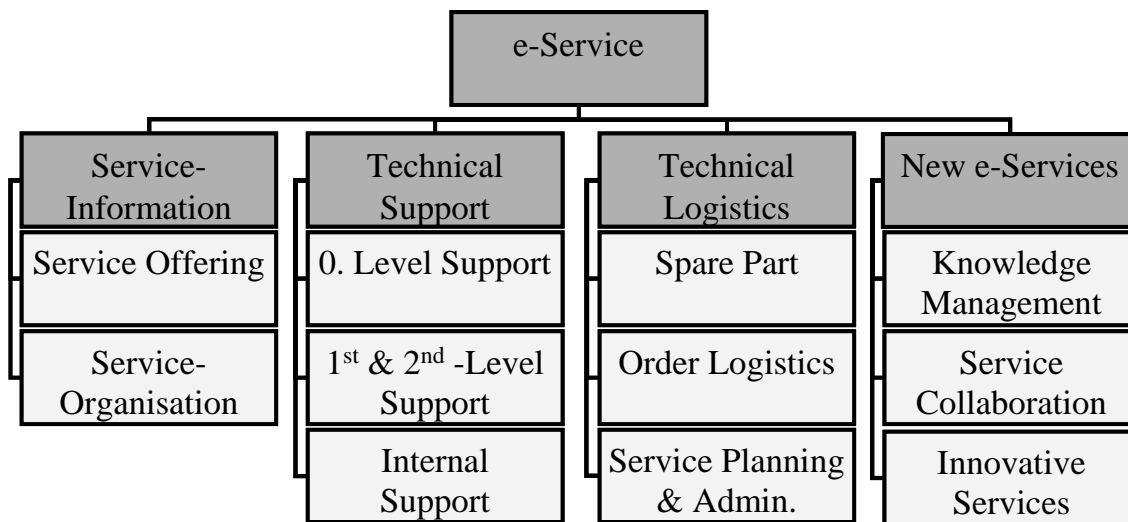 e-Service
Service-
Information
Service Offering
Service-
Organisation
Technical
Support
0. Level Support
1st & 2nd -Level
Support
Internal
Support
Technical
Logistics
Spare Part
Order Logistics
Service Planning
& Admin.
New e-Services
Knowledge
Management
Service
Collaboration
Innovative
Services